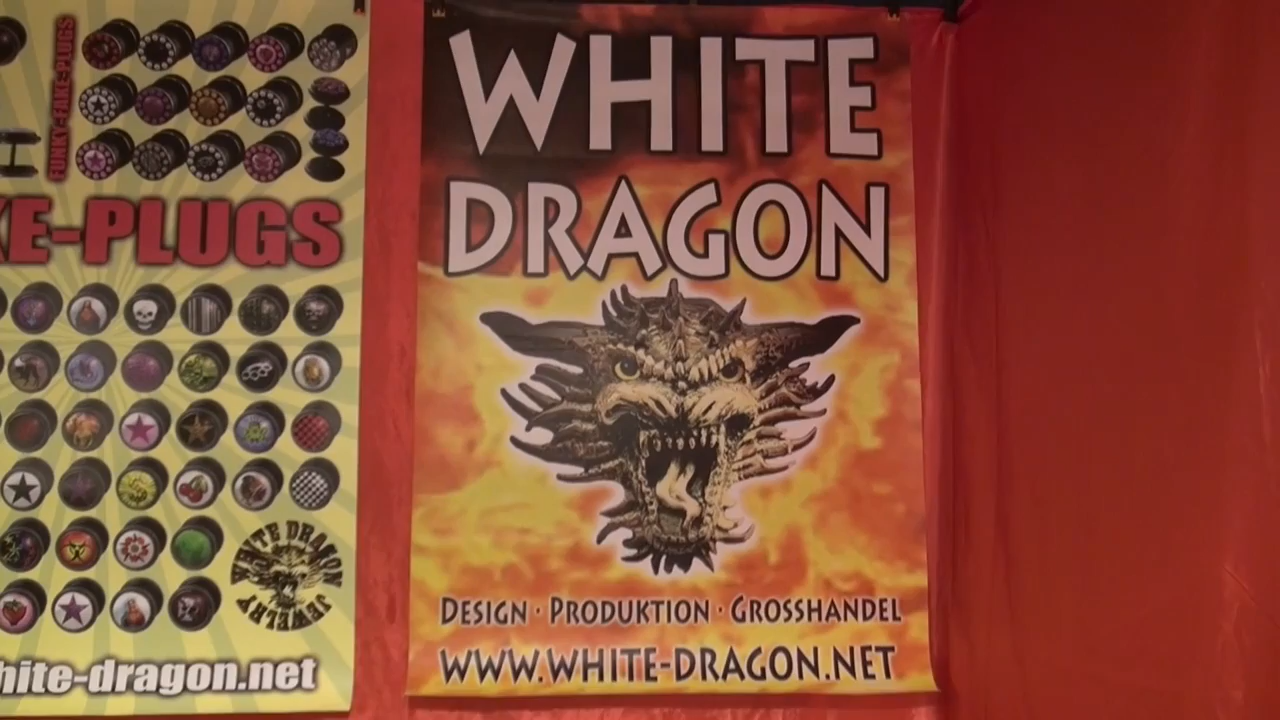 FUNKY-FAKE-PLUGS
KE-PLUGS
WHITE DRAGON
JEWELRY
hite-dragon.net
WHITE
DRAGON
DESIGN · PRODUKTION · GROSSHANDEL
WWW.WHITE-DRAGON.NET